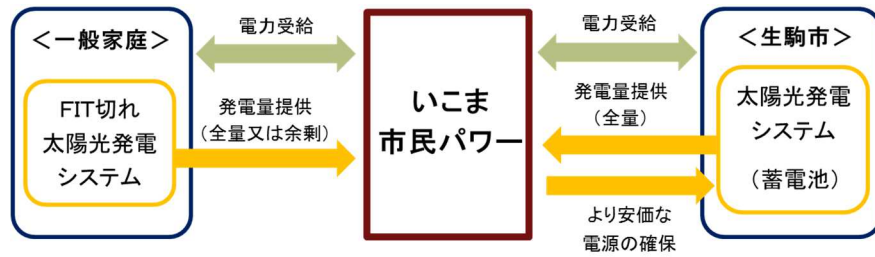 ＜一般家庭＞
FIT切れ
太陽光発電
システム
電力受給
発電量提供
（全量又は余剰）
いこま
市民パワー
電力受給
発電量提供
（全量）
より安価な
電源の確保
＜生駒市＞
太陽光発電
システム
（蓄電池）